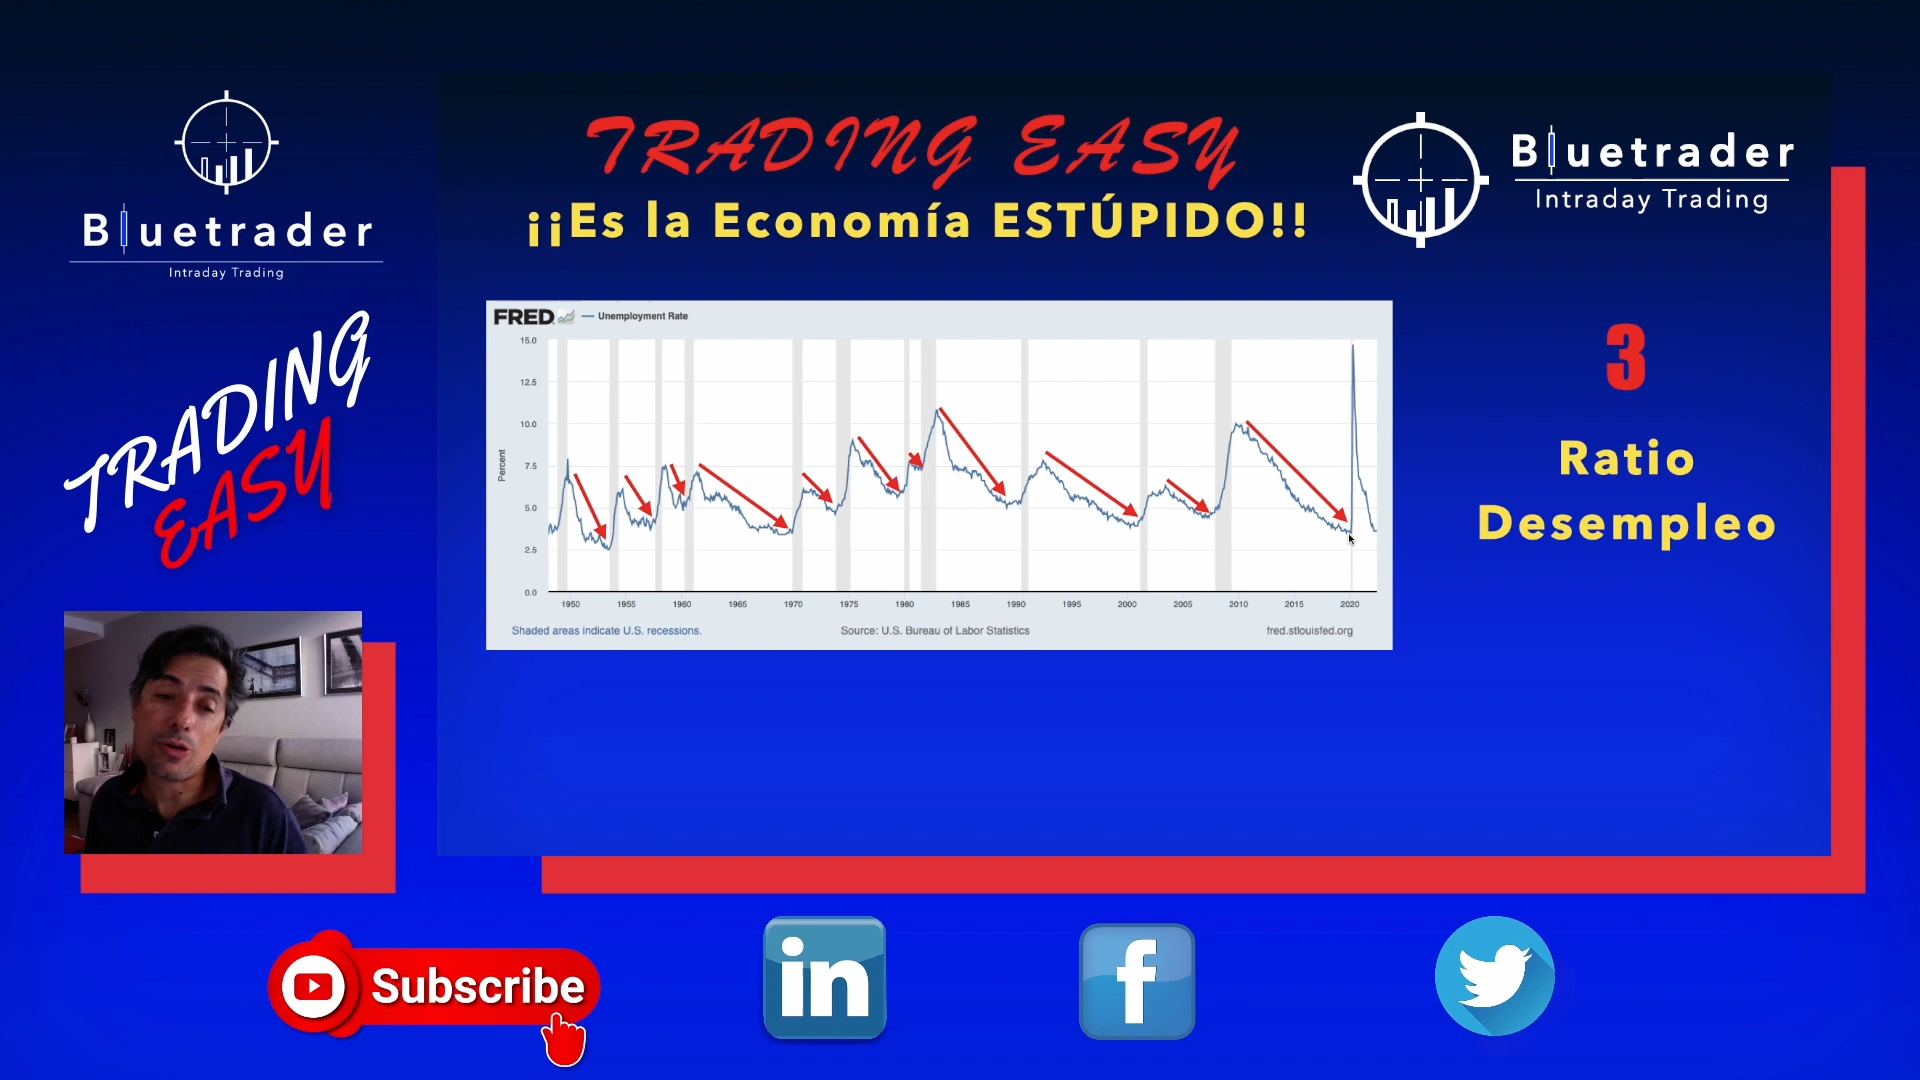 Bluetrader
Intraday Trading
TRADING
EASY
TRADING EASY
¡¡Es la Economía ESTÚPIDO!!
Bluetrader
Intraday Trading
FRED
Unemployment Rate
15.0
12.5
10.0
7.5
5.0
2.5
0.0
Percent
1950 1955 1960 1965 1970 1975 1980 1985 1990 1995 2000 2005 2010 2015 2020
Shaded areas indicate U.S. recessions.
Source: U.S. Bureau of Labor Statistics
fred.stlouisfed.org
3
Ratio
Desempleo
Subscribe
in
f